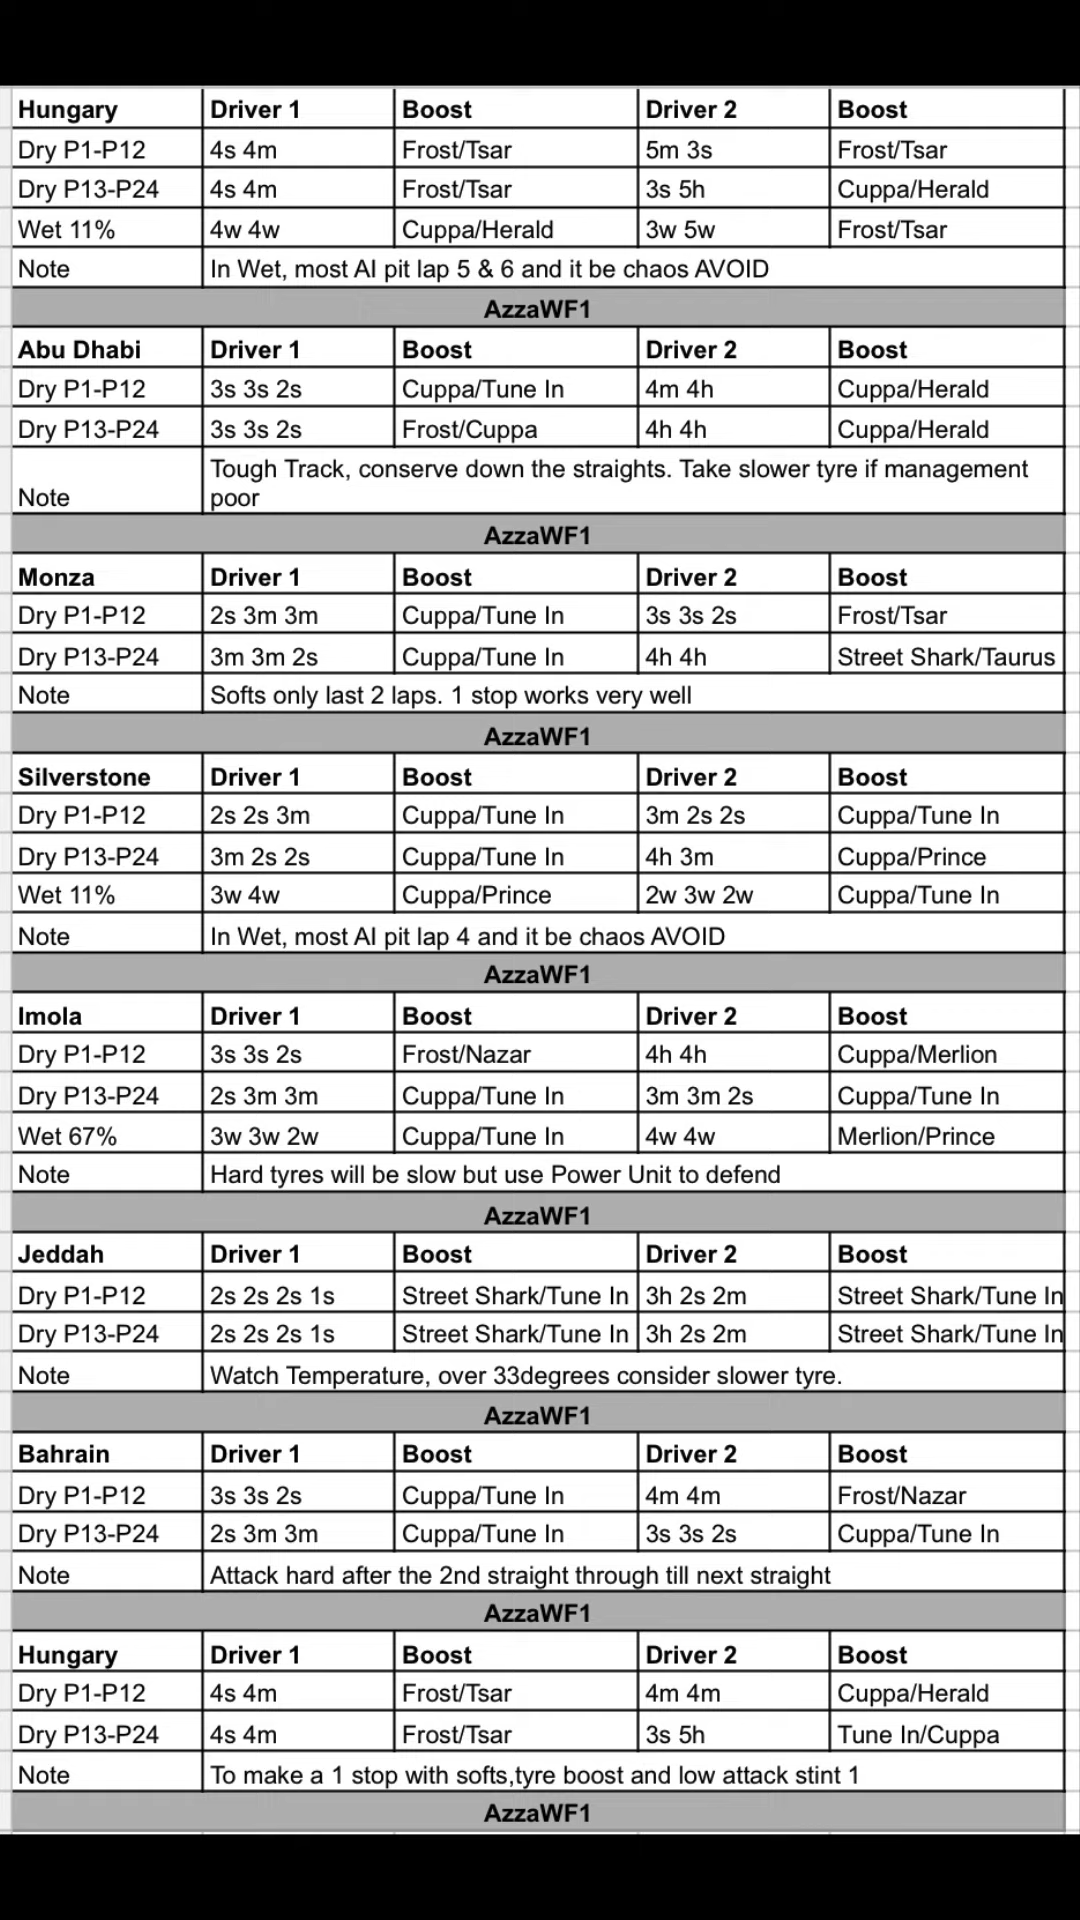 Hungary Driver 1 Boost Driver 2 Boost
Dry P1-P12 4s 4m Frost/Tsar 5m 3s Frost/Tsar
Dry P13-P24 4s 4m Frost/Tsar 3s 5h Cuppa/Herald
Wet 11% 4w 4w Cuppa/Herald 3w 5w Frost/Tsar
Note In Wet, most AI pit lap 5 & 6 and it be chaos AVOID
AzzaWF1
Abu Dhabi Driver 1 Boost Driver 2 Boost
Dry P1-P12 3s 3s 2s Cuppa/Tune In 4m 4h Cuppa/Herald
Dry P13-P24 3s 3s 2s Frost/Cuppa 4h 4h Cuppa/Herald
Note Tough Track, conserve down the straights. Take slower tyre if management
poor
AzzaWF1
Monza Driver 1 Boost Driver 2 Boost
Dry P1-P12 2s 3m 3m Cuppa/Tune In 3s 3s 2s Frost/Tsar
Dry P13-P24 3m 3m 2s Cuppa/Tune In 4h 4h Street Shark/Taurus
Note Softs only last 2 laps. 1 stop works very well
AzzaWF1
Silverstone Driver 1 Boost Driver 2 Boost
Dry P1-P12 2s 2s 3m Cuppa/Tune In 3m 2s 2s Cuppa/Tune In
Dry P13-P24 3m 2s 2s Cuppa/Tune In 4h 3m Cuppa/Prince
Wet 11% 3w 4w Cuppa/Prince 2w 3w 2w Cuppa/Tune In
Note In Wet, most AI pit lap 4 and it be chaos AVOID
AzzaWF1
Imola Driver 1 Boost Driver 2 Boost
Dry P1-P12 3s 3s 2s Frost/Nazar 4h 4h Cuppa/Merlion
Dry P13-P24 2s 3m 3m Cuppa/Tune In 3m 3m 2s Cuppa/Tune In
Wet 67% 3w 3w 2w Cuppa/Tune In 4w 4w Merlion/Prince
Note Hard tyres will be slow but use Power Unit to defend
AzzaWF1
Jeddah Driver 1 Boost Driver 2 Boost
Dry P1-P12 2s 2s 2s 1s Street Shark/Tune In 3h 2s 2m Street Shark/Tune In
Dry P13-P24 2s 2s 2s 1s Street Shark/Tune In 3h 2s 2m Street Shark/Tune In
Note Watch Temperature, over 33degrees consider slower tyre.
AzzaWF1
Bahrain Driver 1 Boost Driver 2 Boost
Dry P1-P12 3s 3s 2s Cuppa/Tune In 4m 4m Frost/Nazar
Dry P13-P24 2s 3m 3m Cuppa/Tune In 3s 3s 2s Cuppa/Tune In
Note Attack hard after the 2nd straight through till next straight
AzzaWF1
Hungary Driver 1 Boost Driver 2 Boost
Dry P1-P12 4s 4m Frost/Tsar 4m 4m Cuppa/Herald
Dry P13-P24 4s 4m Frost/Tsar 3s 5h Tune In/Cuppa
Note To make a 1 stop with softs,tyre boost and low attack stint 1
AzzaWF1